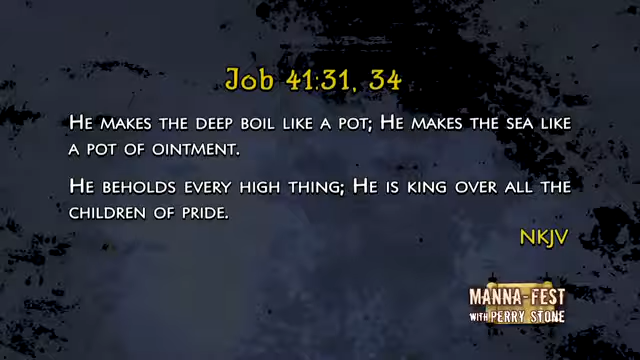 Job 41:31, 34
He makes the deep boil like a pot; He makes the sea like
a pot of ointment.
He beholds every high thing; He is king over all the
children of pride.
NKJV
MANNA-FEST
WITH PERRY STONE